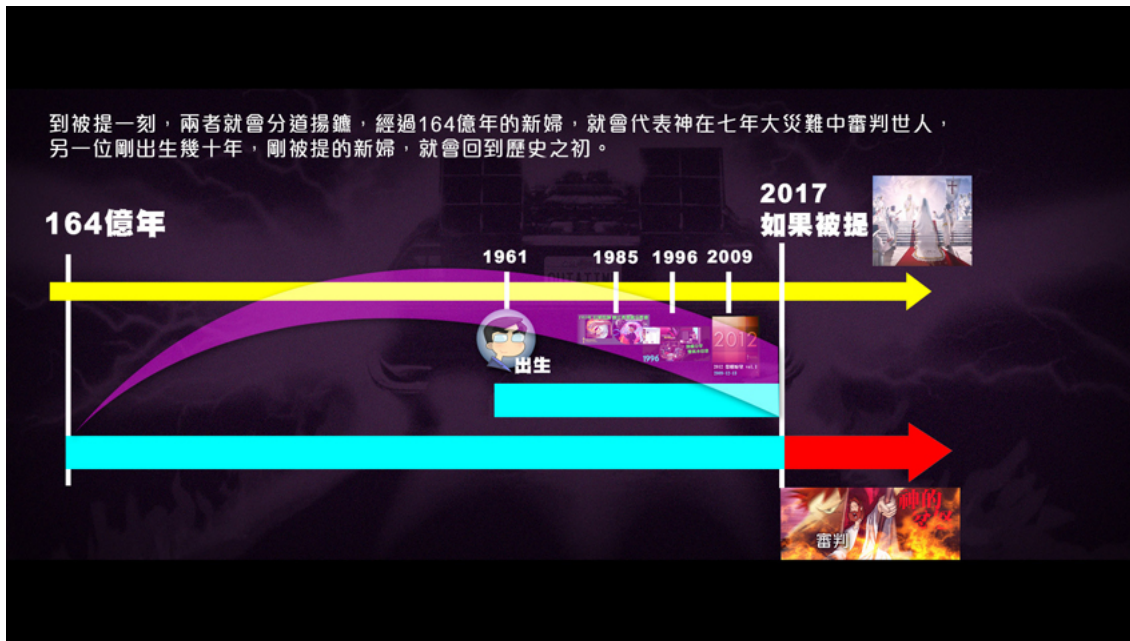 到被提一刻，兩者就會分道揚鑣，經過164億年的新婦，就會代表神在七年大災難中審判世人，
另一位剛出生幾十年，剛被提的新婦，就會回到歷史之初。
164億年
2017
如果被提
1961
1985
1996
2009
出生
1996
2012
神的
審判